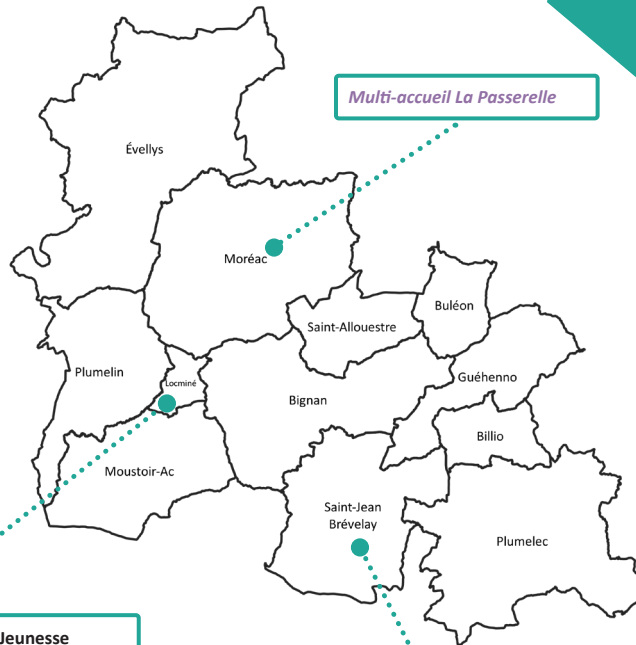 Multi-accueil La Passerelle
Évellys
Moréac
Buléon
Saint-Allouestre
Plumelin
Locminé
Guéhenno
Bignan
Billio
Moustoir-Ac
Saint-Jean
Brévelay
Plumelec
Jeunesse